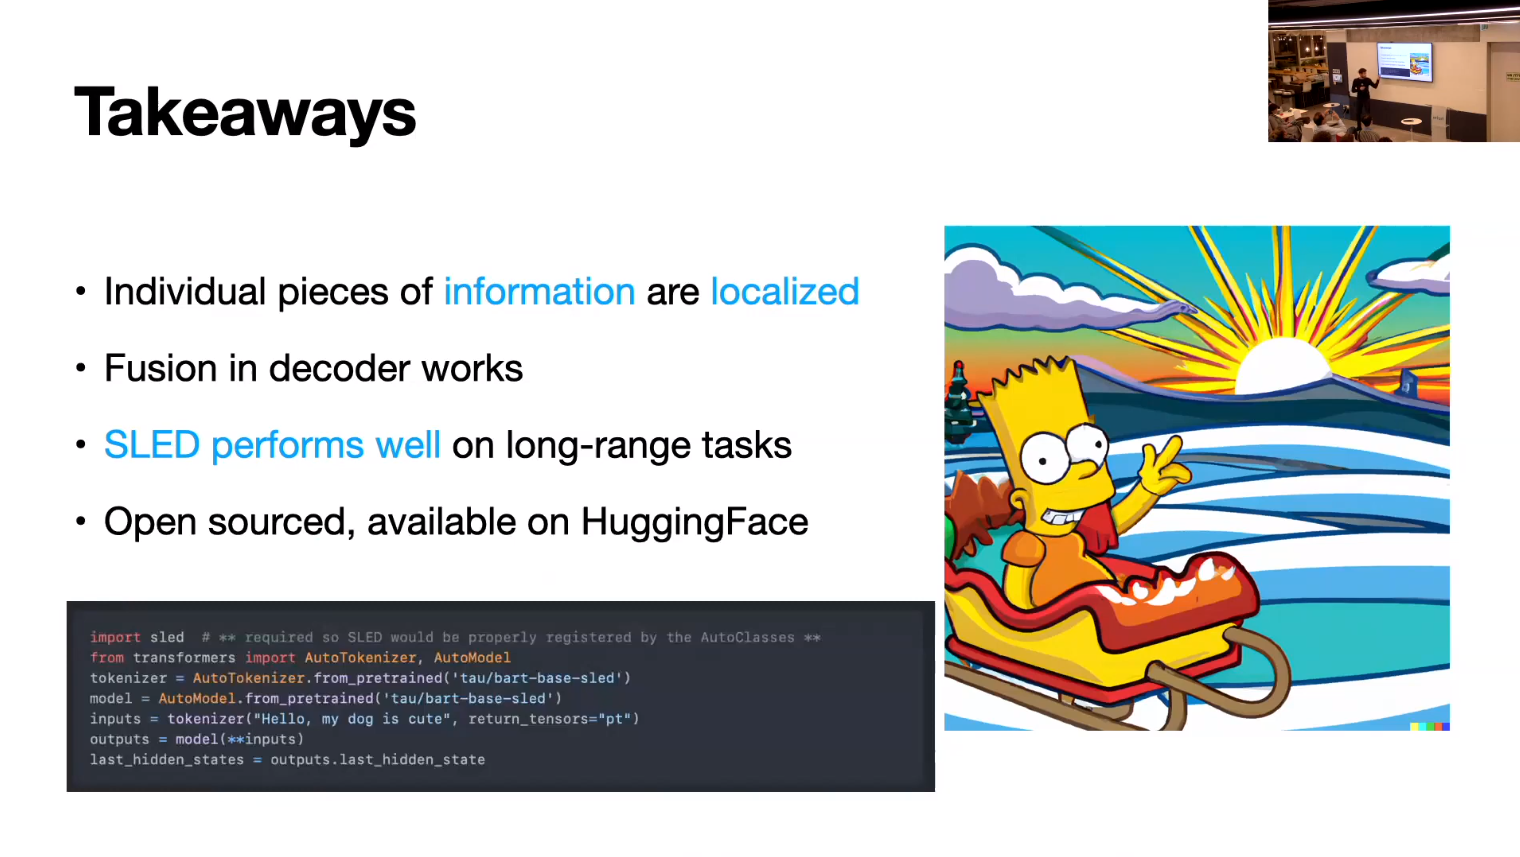 Takeaways
• Individual pieces of information are localized
• Fusion in decoder works
• SLED performs well on long-range tasks
• Open sourced, available on HuggingFace
import sled # ** required so SLED would be properly registered by the AutoClasses **
from transformers import AutoTokenizer, AutoModel
tokenizer = AutoTokenizer.from_pretrained('tau/bart-base-sled')
model = AutoModel.from_pretrained('tau/bart-base-sled')
inputs = tokenizer("Hello, my dog is cute", return_tensors="pt")
outputs = model(**inputs)
last_hidden_states = outputs.last_hidden_state